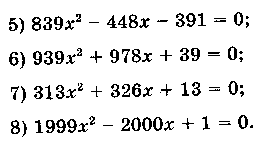 5) 839x² − 448x − 391 = 0;
6) 939x² + 978x + 39 = 0;
7) 313x² + 326x + 13 = 0;
8) 1999x² − 2000x + 1 = 0.